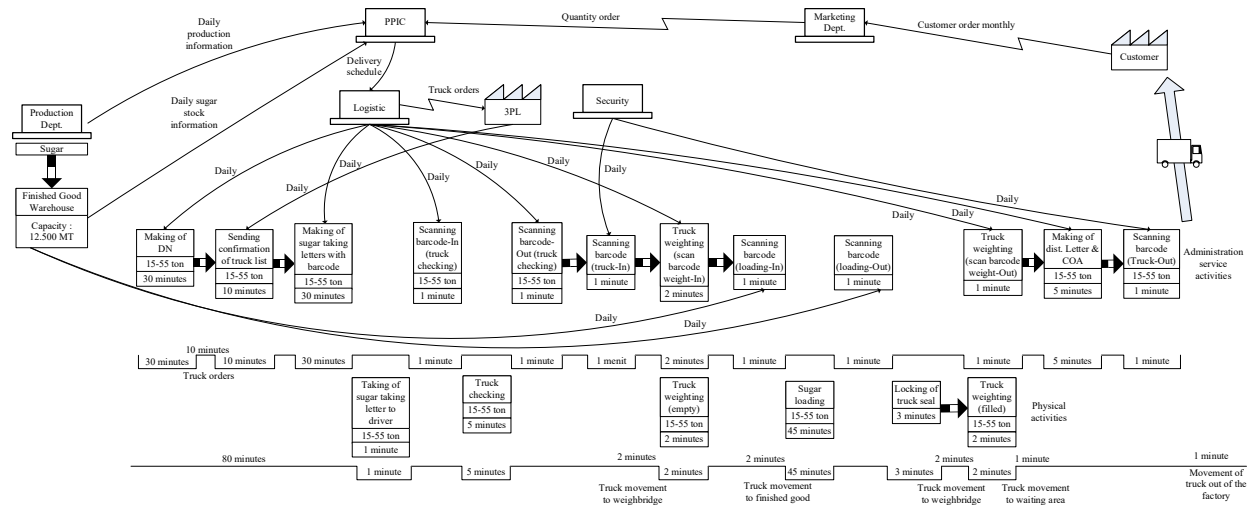 Daily
production
information
PPIC
Quantity order
Marketing
Dept.
Customer order monthly
Customer
Delivery
schedule
Daily sugar
stock
information
Logistic
Truck orders
3PL
Security
Production
Dept.
Sugar
Finished Good
Warehouse
Capacity :
12.500 MT
Daily
Daily
Daily
Daily
Daily
Daily
Daily
Daily
Daily
Daily
Daily
Daily
Making of
DN
15-55 ton
30 minutes
Sending
confirmation
of truck list
15-55 ton
10 minutes
Making of
sugar taking
letters with
barcode
15-55 ton
30 minutes
Scanning
barcode-In
(truck
checking)
15-55 ton
1 minute
Scanning
barcode-
Out (truck
checking)
15-55 ton
1 minute
Scanning
barcode
(truck-In)
1 minute
Truck
weighting
(scan
barcode
weight-In)
2 minutes
Scanning
barcode
(loading-In)
1 minute
Scanning
barcode
(loading-Out)
1 minute
Truck
weighting
(scan barcode
weight-Out)
1 minute
Making of
dist. Letter &
COA
15-55 ton
5 minutes
Scanning
barcode
(Truck-Out)
15-55 ton
1 minute
Administration
service
activities
10 minutes
30 minutes
10 minutes
30 minutes
1 minute
1 minute
1 menit
2 minutes
1 minute
1 minute
1 minute
5 minutes
1 minute
Truck orders
Taking of
sugar taking
letter to
driver
15-55 ton
1 minute
Truck
checking
15-55 ton
5 minutes
Truck
weighting
(empty)
15-55 ton
2 minutes
Sugar
loading
15-55 ton
45 minutes
Locking of
truck seal
3 minutes
Truck
weighting
(filled)
15-55 ton
2 minutes
Physical
activities
80 minutes
2 minutes
2 minutes
2 minutes
1 minute
1 minute
1 minute
5 minutes
2 minutes
45 minutes
3 minutes
2 minutes
Truck movement
to weighbridge
Truck movement
to finished good
Truck movement
to weighbridge
Truck movement
to waiting area
Movement of
truck out of the
factory